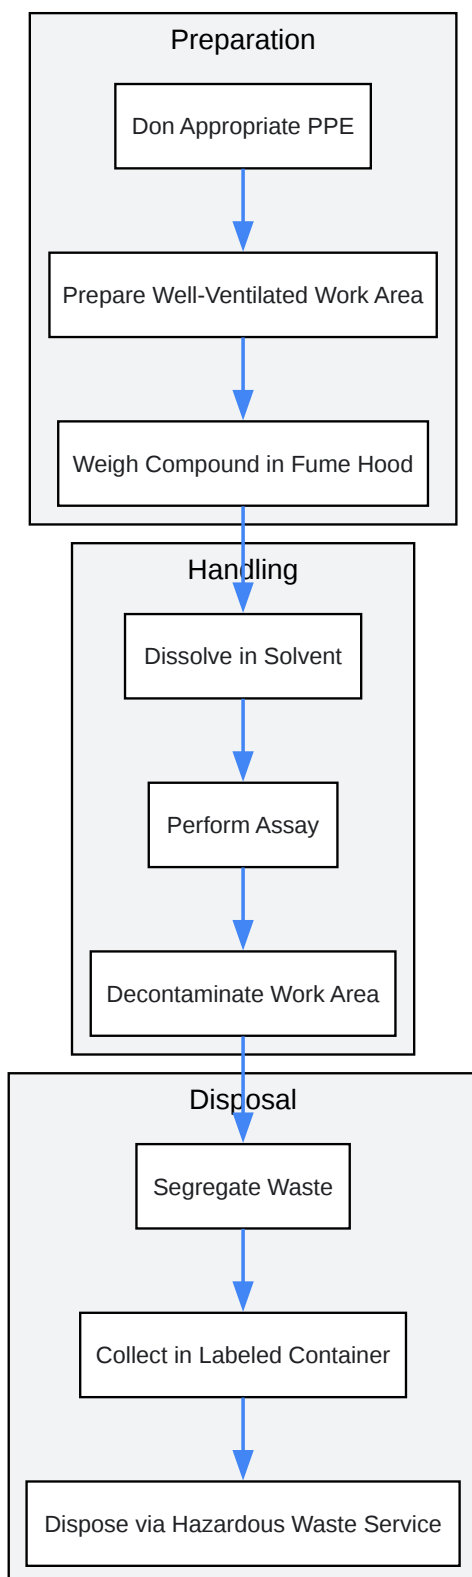 Preparation
Don Appropriate PPE
Prepare Well-Ventilated Work Area
Weigh Compound in Fume Hood
Handling
Dissolve in Solvent
Perform Assay
Decontaminate Work Area
Disposal
Segregate Waste
Collect in Labeled Container
Dispose via Hazardous Waste Service